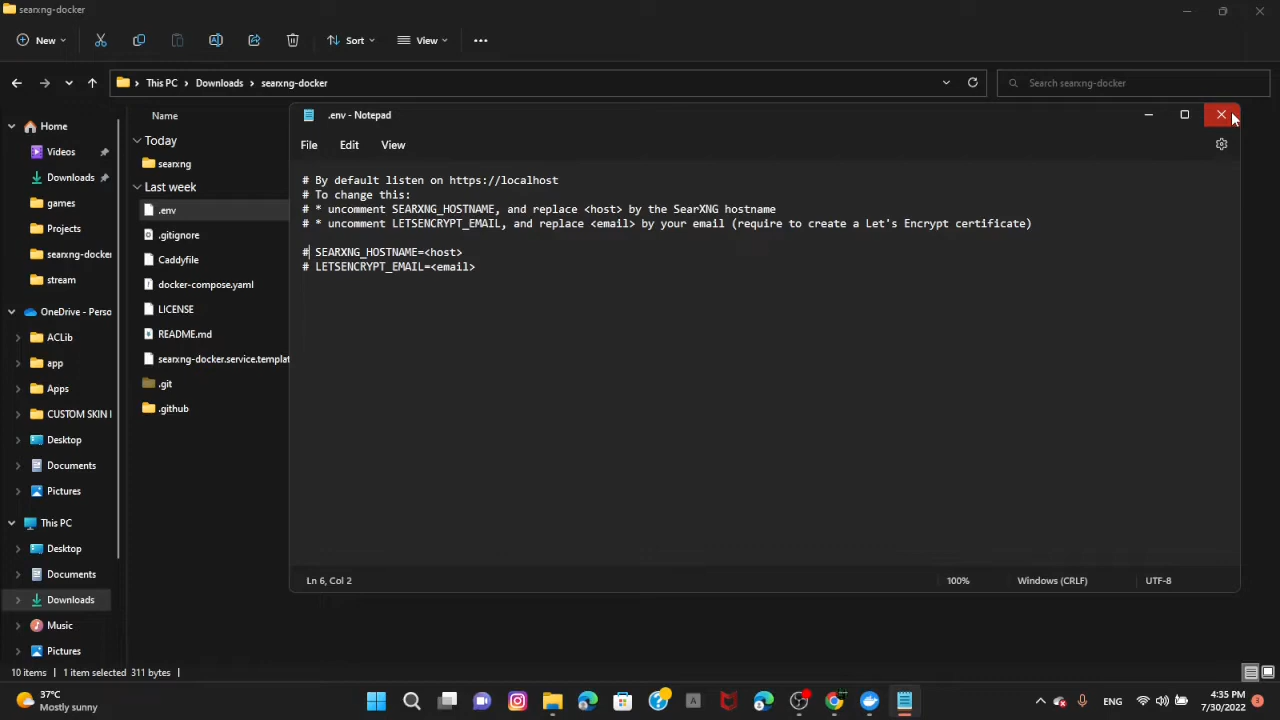 searxng-docker
New
Sort
View
This PC
Downloads
searxng-docker
Search searxng-docker
Home
Videos
Downloads
games
Projects
searxng-docker
stream
OneDrive - Perso
ACLib
app
Apps
CUSTOM SKIN
Desktop
Documents
Pictures
This PC
Desktop
Documents
Downloads
Music
Pictures
Name
Today
searxng
Last week
.env
.gitignore
Caddyfile
docker-compose.yaml
LICENSE
README.md
searxng-docker.service.templat
.git
.github
.env - Notepad
File
Edit
View
# By default listen on https://localhost
# To change this:
# * uncomment SEARXNG_HOSTNAME, and replace <host> by the SearXNG hostname
# * uncomment LETSENCRYPT_EMAIL, and replace <email> by your email (require to create a Let's Encrypt certificate)
# SEARXNG_HOSTNAME=<host>
# LETSENCRYPT_EMAIL=<email>
Ln 6, Col 2
100%
Windows (CRLF)
UTF-8
10 items
1 item selected 311 bytes
37°C
Mostly sunny
A
ENG
4:35 PM
7/30/2022
3